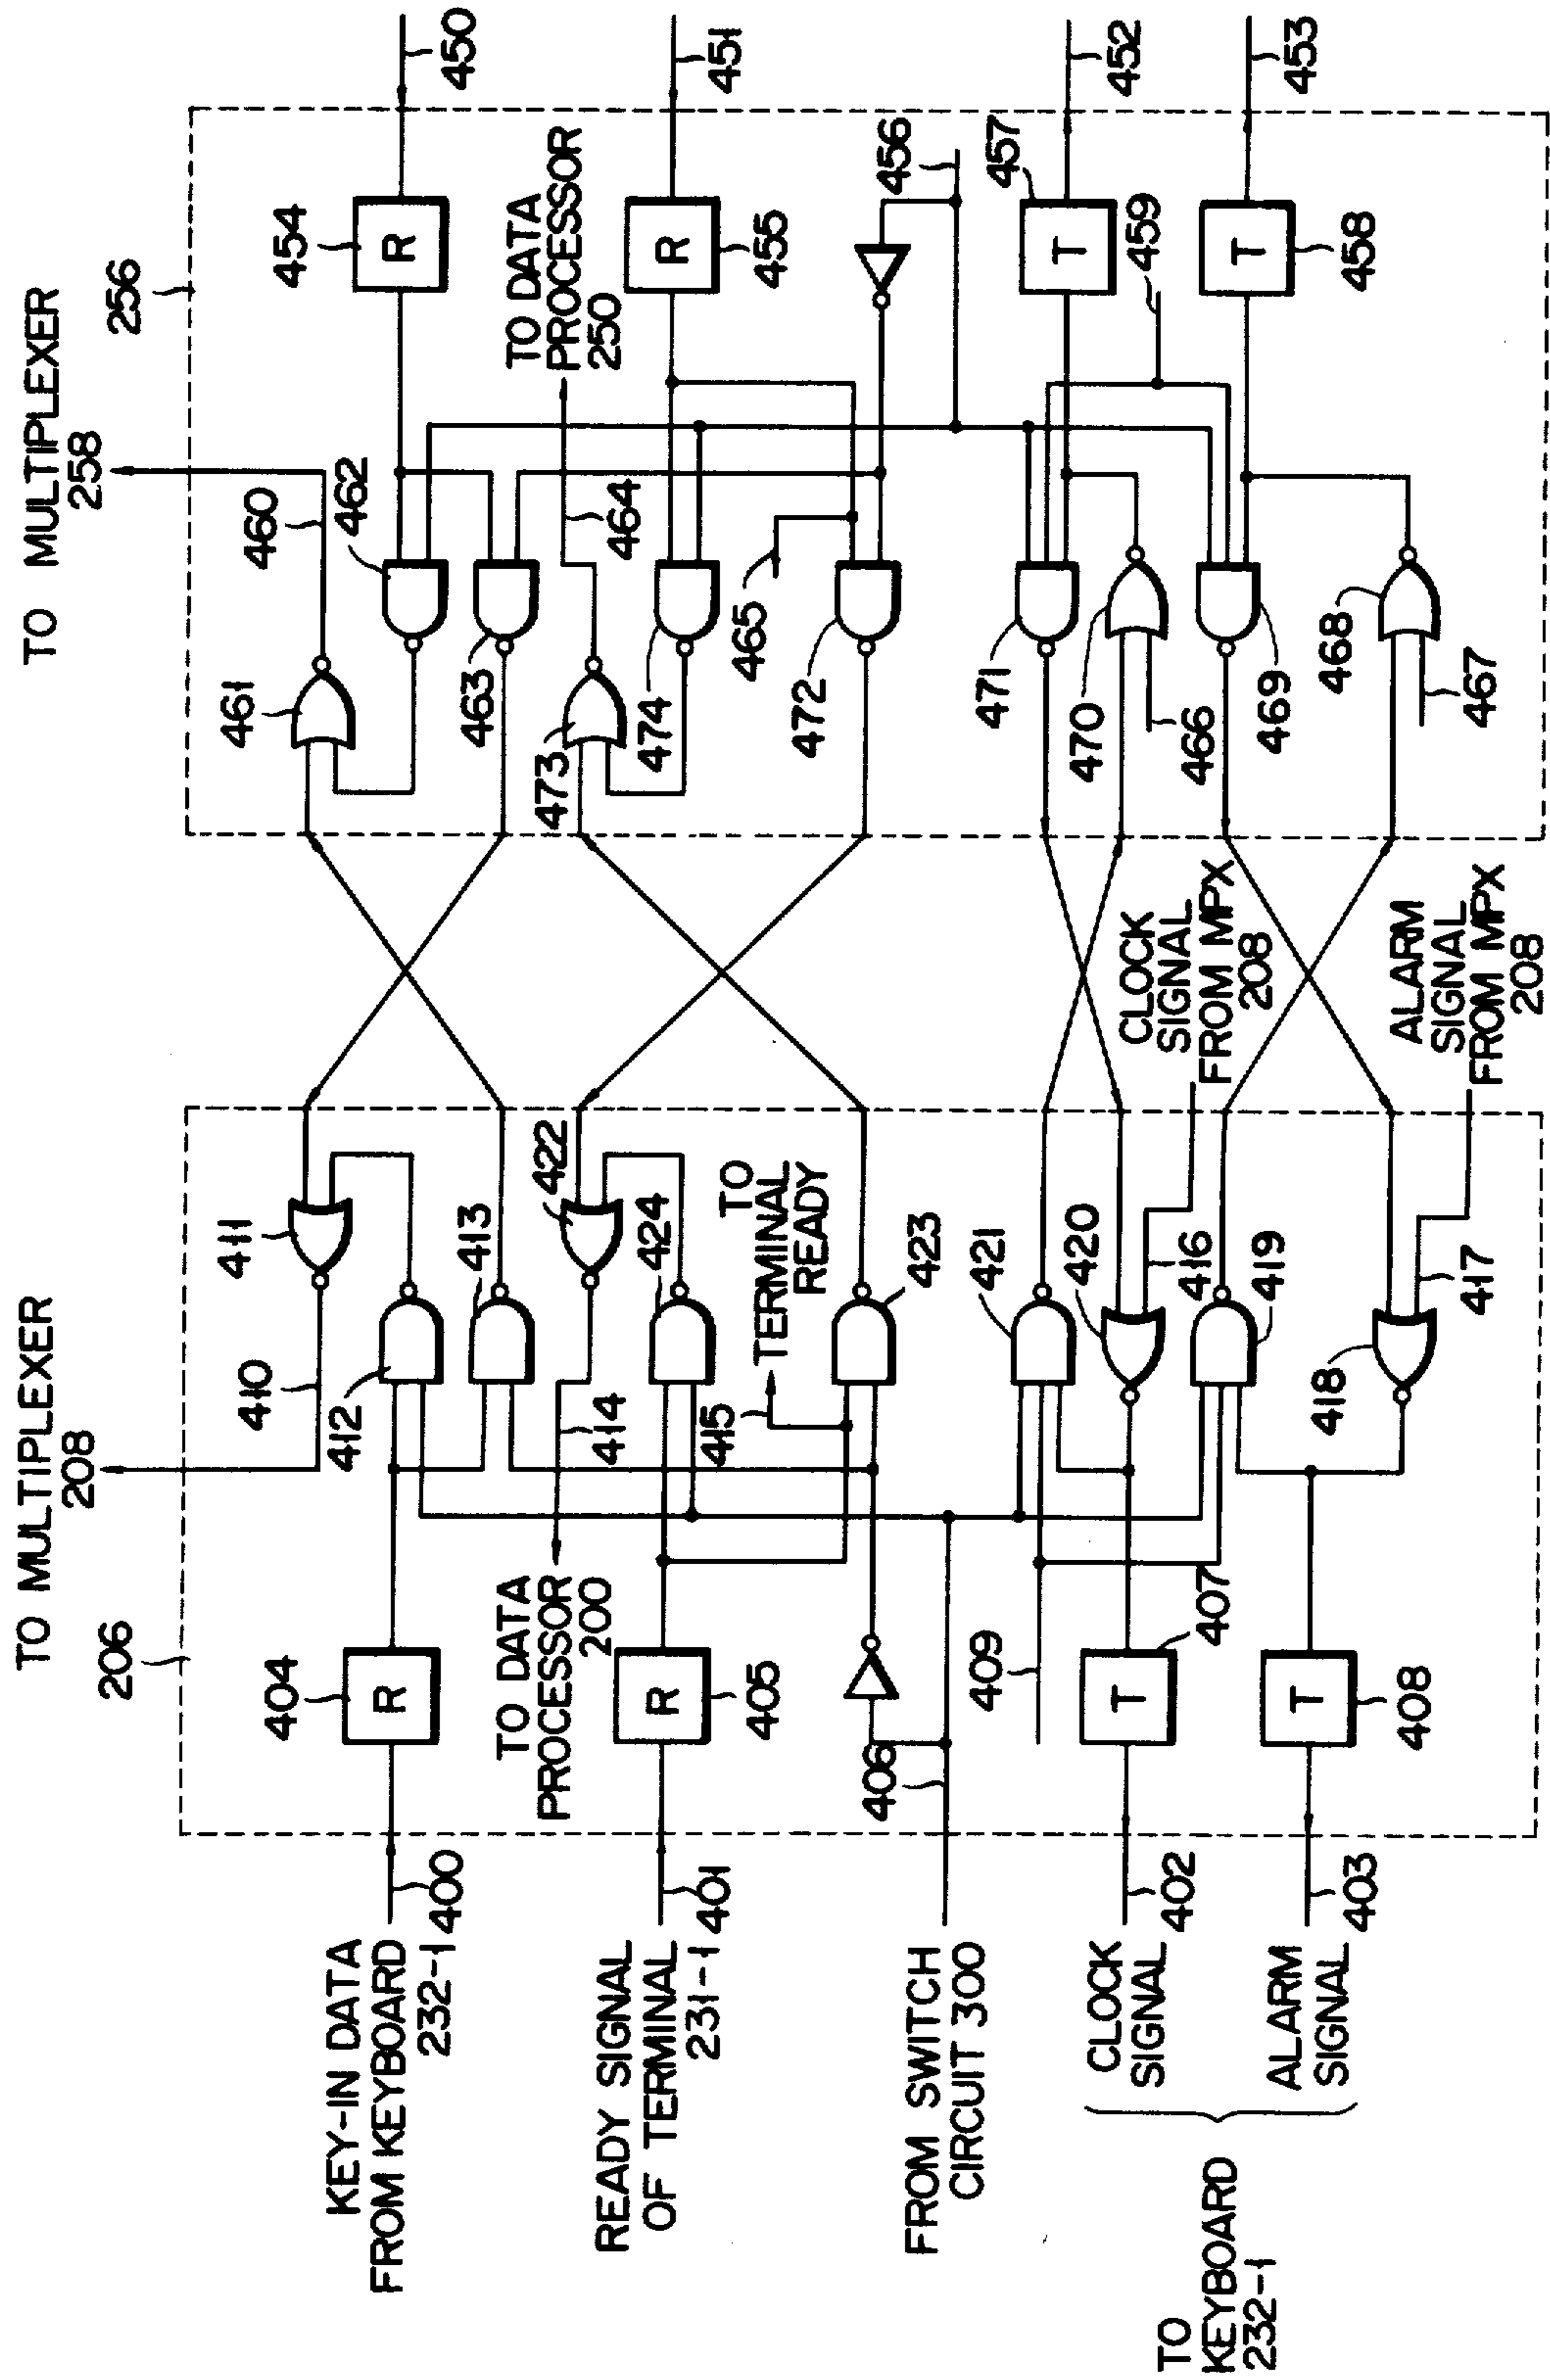 TO MULTIPLEXER
208
206
KEY-IN DATA
FROM KEYBOARD
232-1
400
404
R
410
411
412
413
READY SIGNAL
OF TERMINAL
231-1
401
405
R
TO DATA
PROCESSOR
200
414
422
424
415
TO
TERMINAL
READY
423
FROM SWITCH
CIRCUIT 300
406
409
421
420
416
CLOCK
SIGNAL
FROM MPX
208
TO
KEYBOARD
232-1
CLOCK
SIGNAL
402
T
407
419
ALARM
SIGNAL
403
T
408
418
417
ALARM
SIGNAL
FROM MPX
208
TO MULTIPLEXER
258
256
460
461
462
463
454
R
450
TO DATA
PROCESSOR
250
464
473
474
455
R
451
465
472
456
471
470
466
457
T
452
459
469
458
T
453
468
467